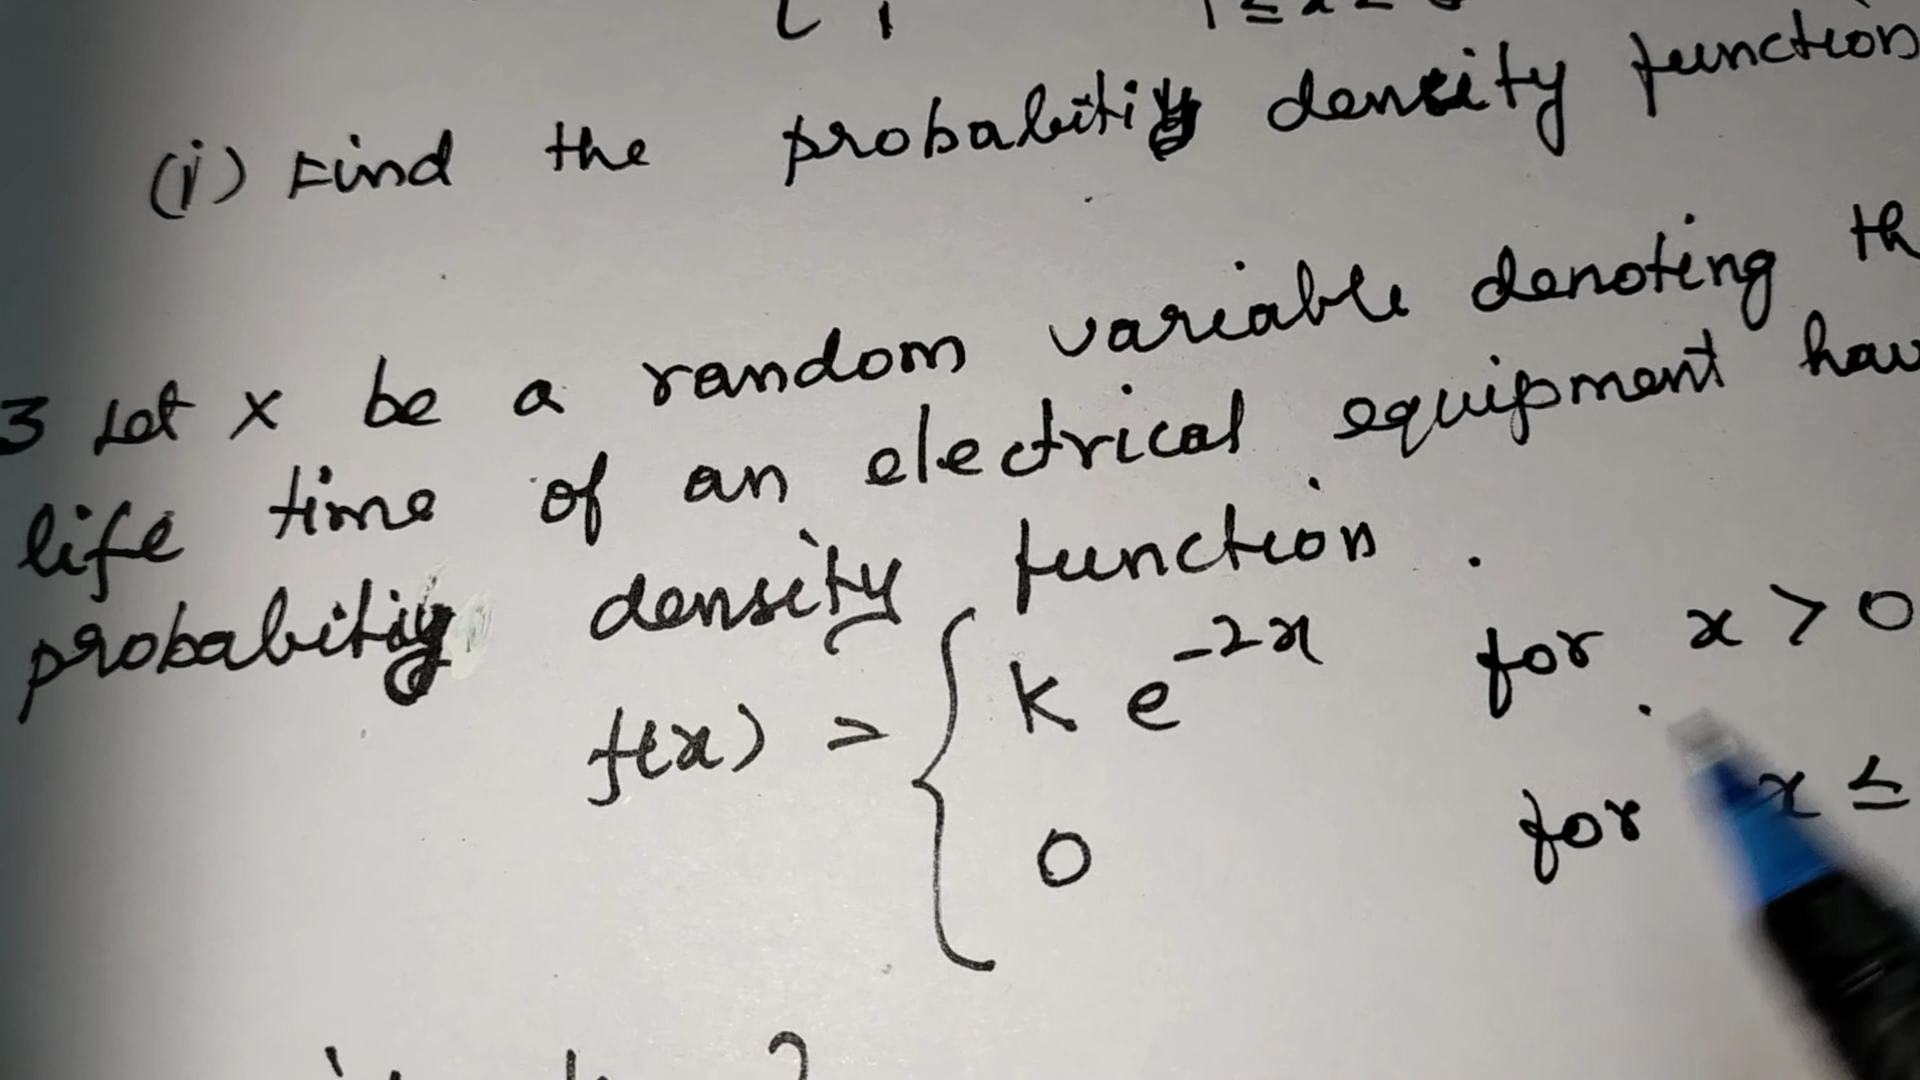 (i) Find the probability density function
3 Let x be a random variable denoting th
life time of an electrical equipment hav
probability density function.
f(x) = { k e^-2x for x > 0
0 for x ≤